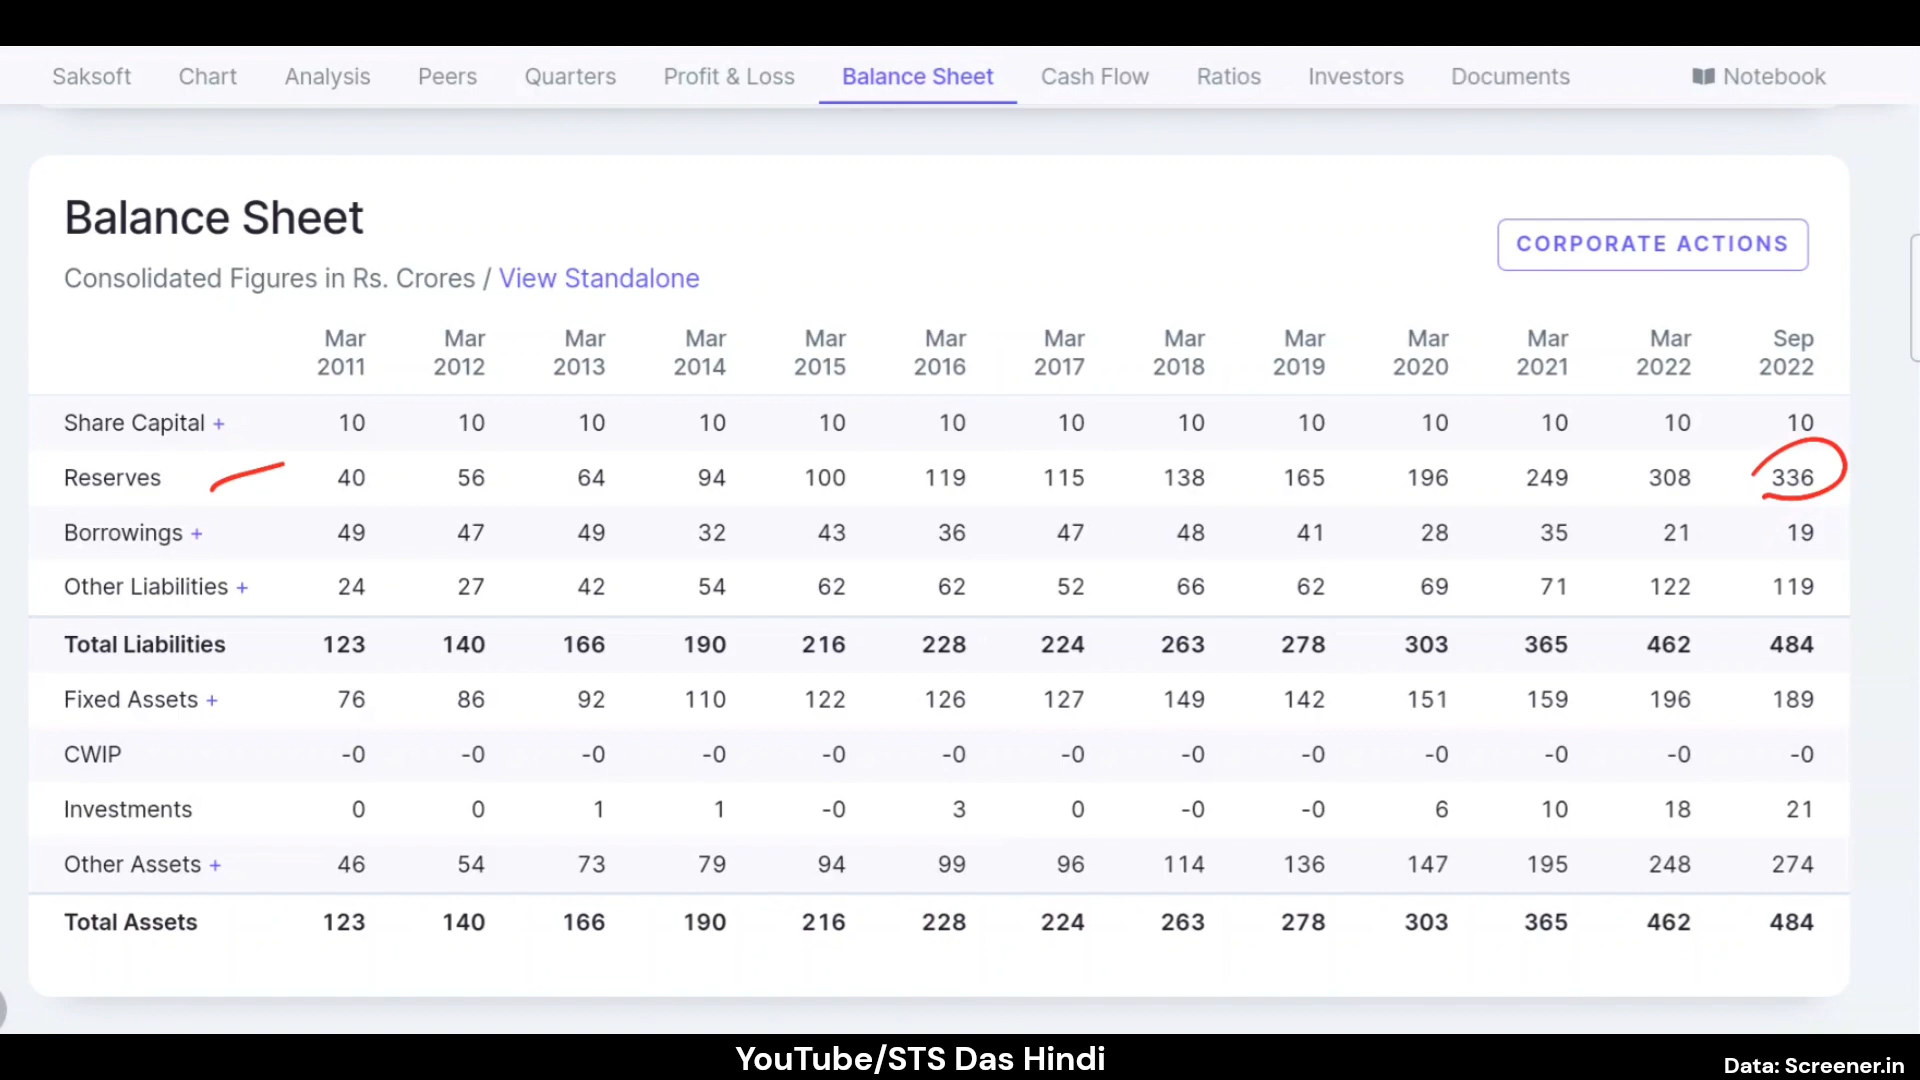 Saksoft Chart Analysis Peers Quarters Profit & Loss Balance Sheet Cash Flow Ratios Investors Documents Notebook
Balance Sheet
CORPORATE ACTIONS
Consolidated Figures in Rs. Crores / View Standalone
Mar Mar Mar Mar Mar Mar Mar Mar Mar Mar Mar Mar Sep
2011 2012 2013 2014 2015 2016 2017 2018 2019 2020 2021 2022 2022
Share Capital + 10 10 10 10 10 10 10 10 10 10 10 10 10
Reserves 40 56 64 94 100 119 115 138 165 196 249 308 336
Borrowings + 49 47 49 32 43 36 47 48 41 28 35 21 19
Other Liabilities + 24 27 42 54 62 62 52 66 62 69 71 122 119
Total Liabilities 123 140 166 190 216 228 224 263 278 303 365 462 484
Fixed Assets + 76 86 92 110 122 126 127 149 142 151 159 196 189
CWIP -0 -0 -0 -0 -0 -0 -0 -0 -0 -0 -0 -0 -0
Investments 0 0 1 1 -0 3 0 -0 -0 6 10 18 21
Other Assets + 46 54 73 79 94 99 96 114 136 147 195 248 274
Total Assets 123 140 166 190 216 228 224 263 278 303 365 462 484
YouTube/STS Das Hindi
Data: Screener.in